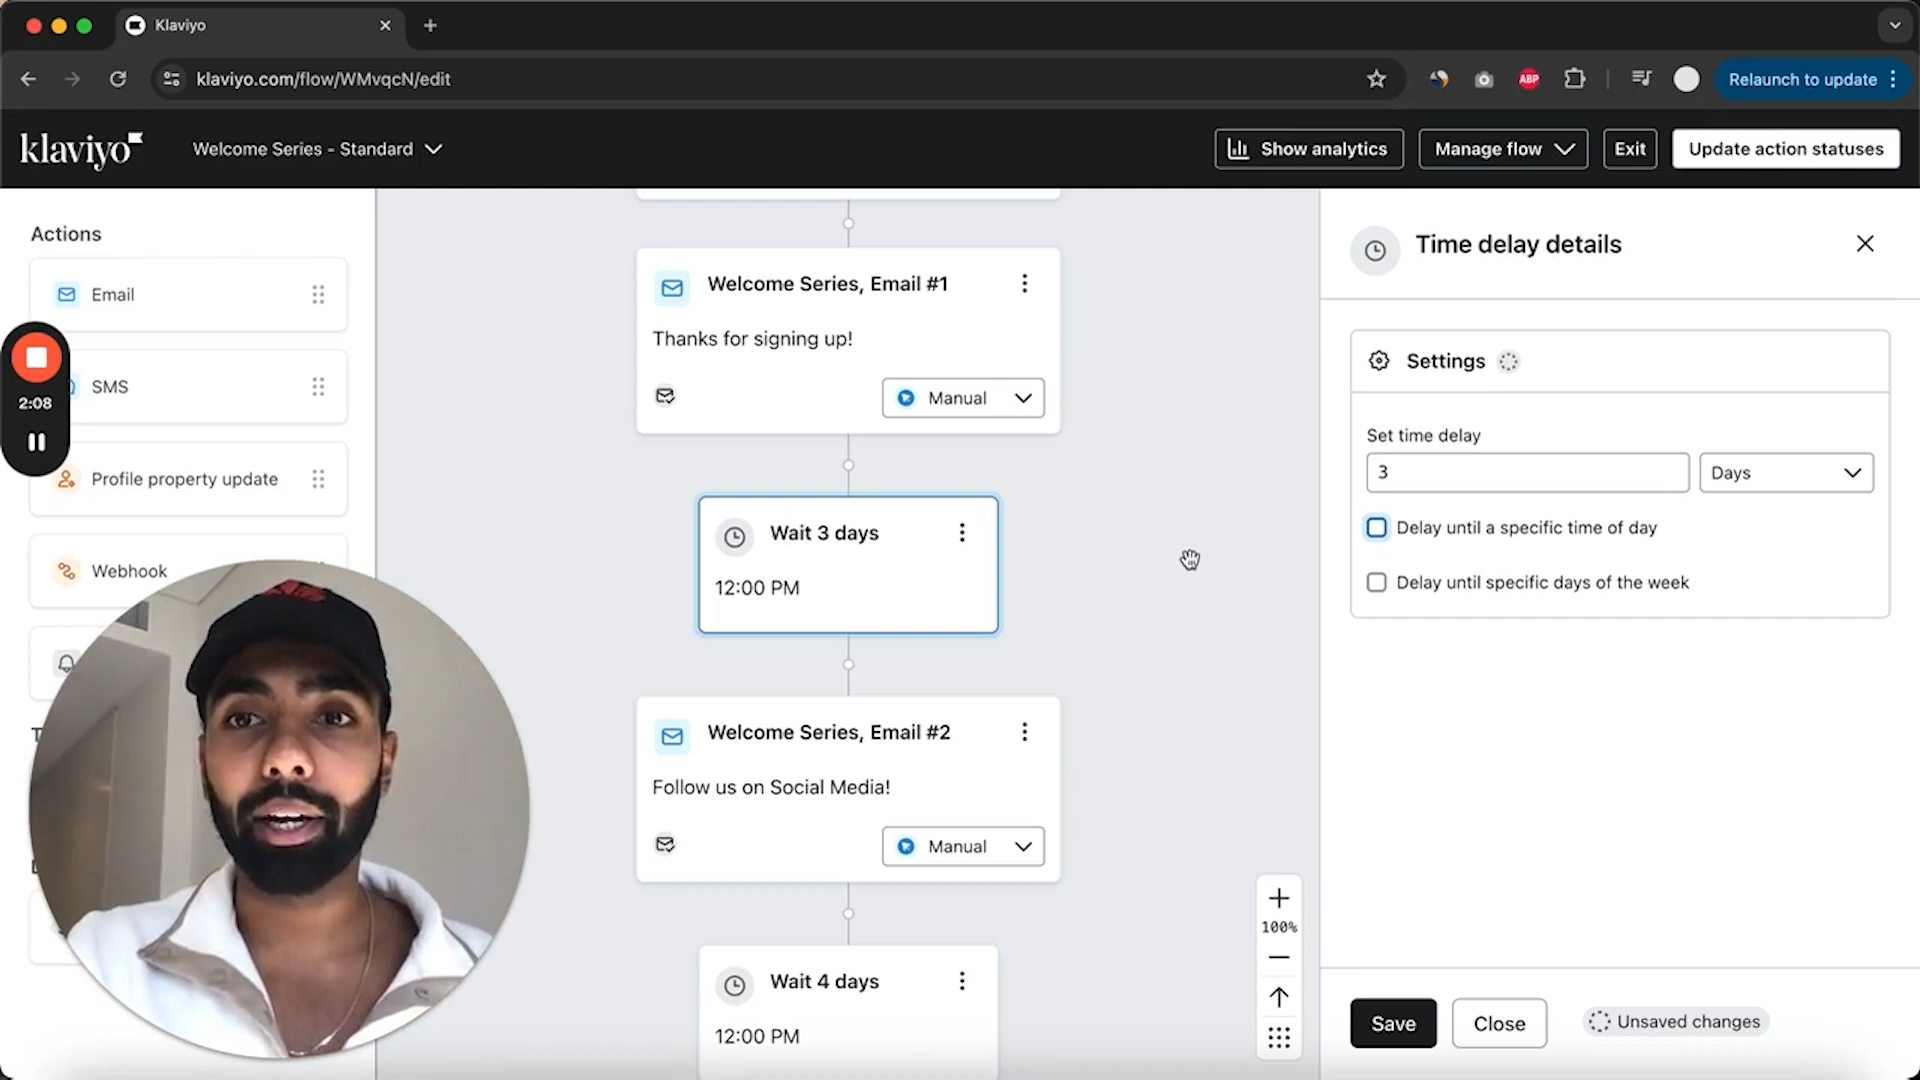 Klaviyo
klaviyo.com/flow/WMvqcN/edit
ABP
Relaunch to update
klaviyo
Welcome Series - Standard
Show analytics
Manage flow
Exit
Update action statuses
Actions
Email
SMS
2:08
Profile property update
Webhook
Welcome Series, Email #1
Thanks for signing up!
Manual
Wait 3 days
12:00 PM
Welcome Series, Email #2
Follow us on Social Media!
Manual
Wait 4 days
12:00 PM
100%
Time delay details
Settings
Set time delay
3
Days
Delay until a specific time of day
Delay until specific days of the week
Save
Close
Unsaved changes